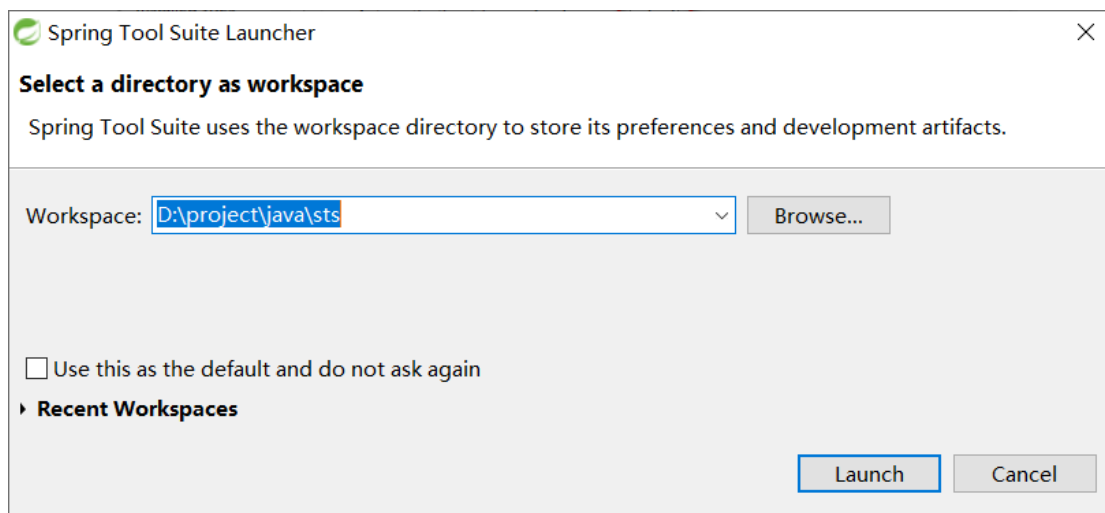 Spring Tool Suite Launcher
Select a directory as workspace
Spring Tool Suite uses the workspace directory to store its preferences and development artifacts.
Workspace: D:\project\java\sts Browse...
Use this as the default and do not ask again
Recent Workspaces
Launch Cancel